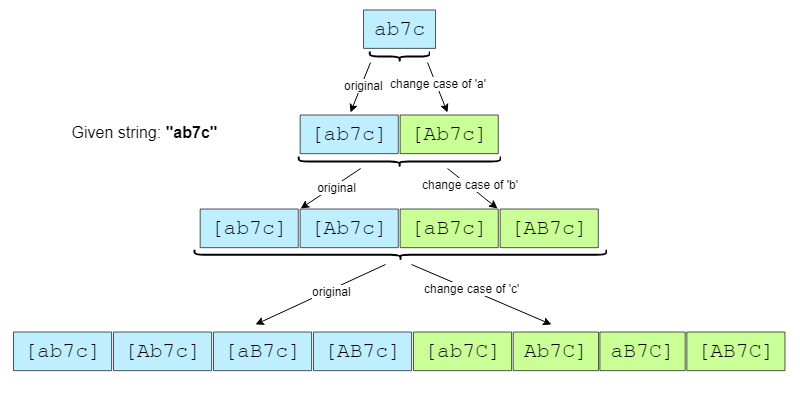 ab7c
original
change case of 'a'
Given string: "ab7c"
[ab7c] [Ab7c]
original
change case of 'b'
[ab7c] [Ab7c] [aB7c] [AB7c]
original
change case of 'c'
[ab7c] [Ab7c] [aB7c] [AB7c] [ab7C] Ab7C] aB7C] [AB7C]